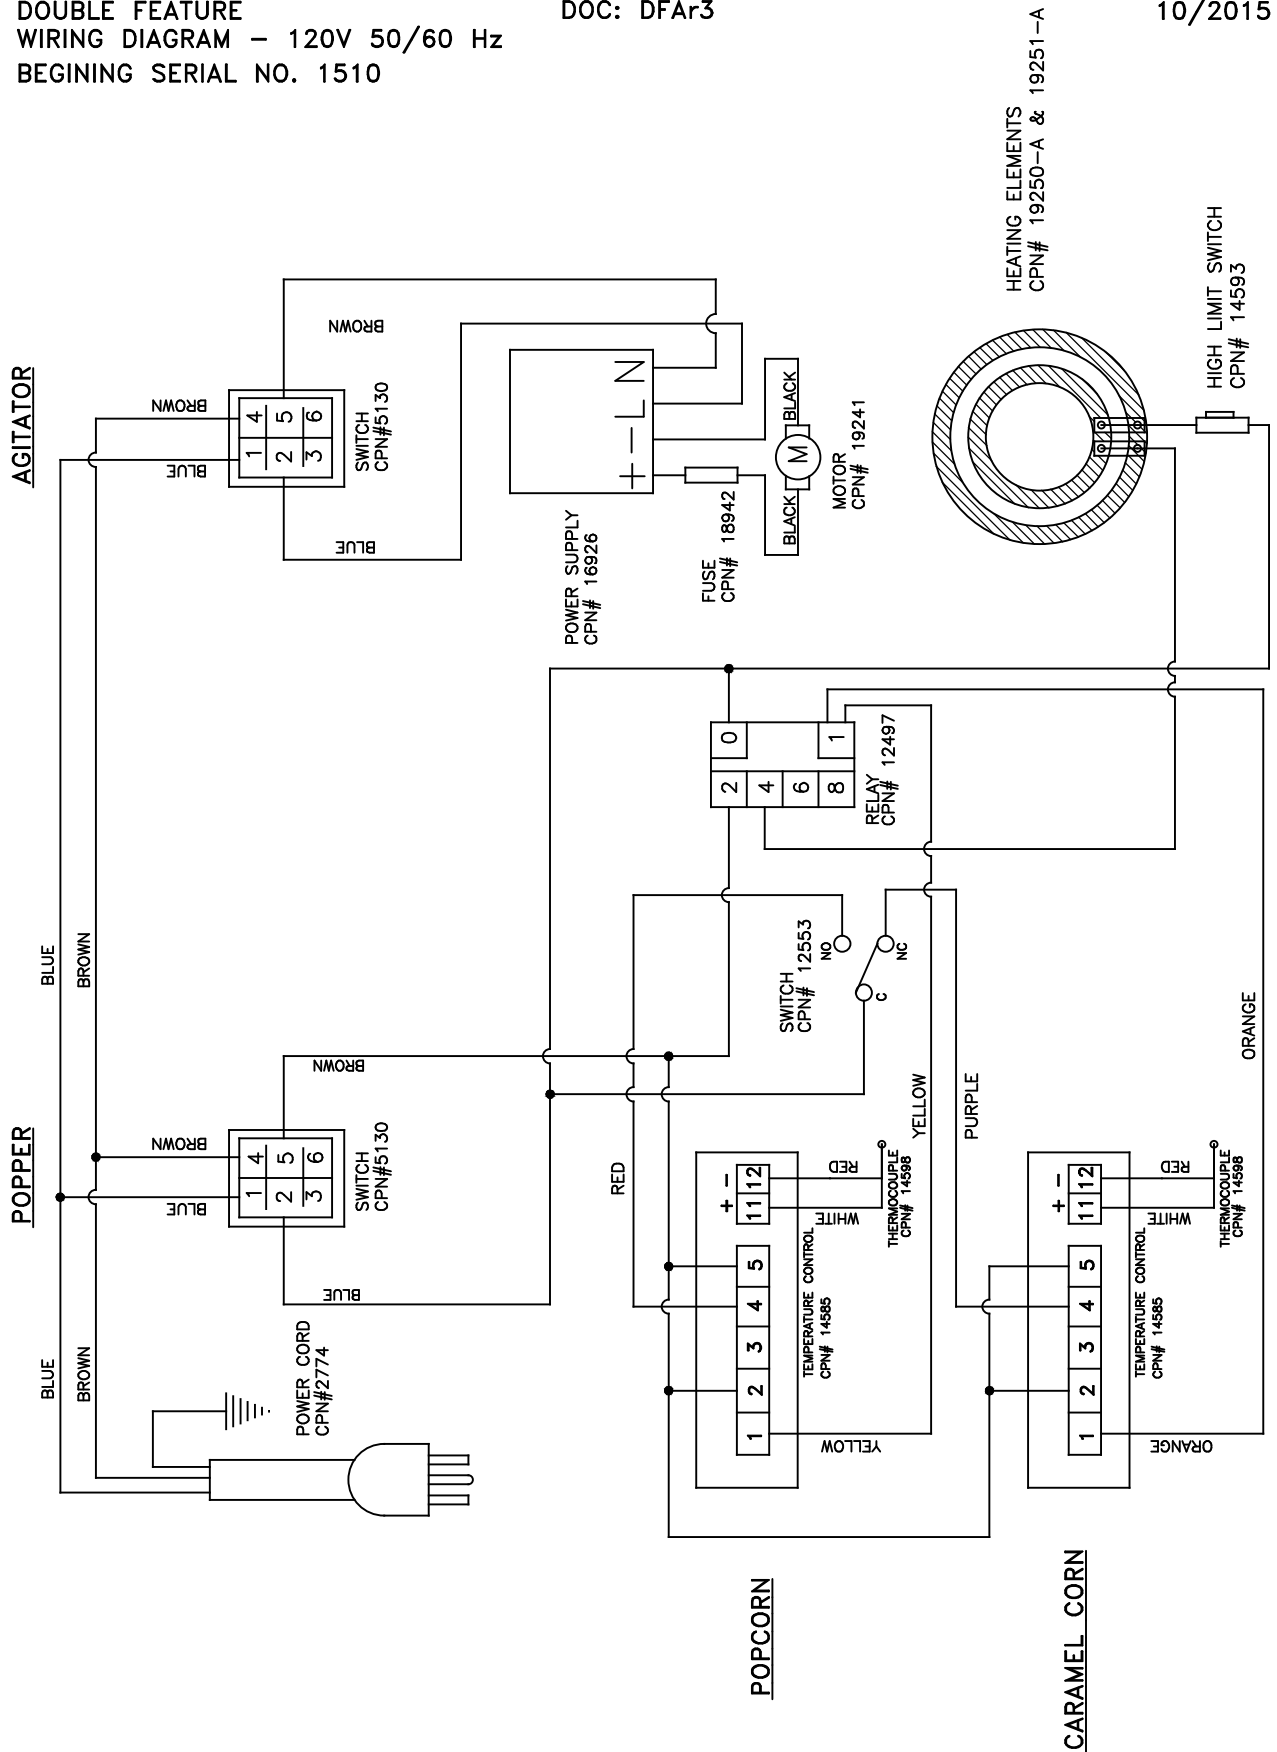 DOUBLE FEATURE
WIRING DIAGRAM - 120V 50/60 Hz
BEGINING SERIAL NO. 1510
DOC: DFAr3
10/2015
AGITATOR
BROWN
BLUE
4 5 6
1 2 3
SWITCH
CPN#5130
BROWN
BLUE
POWER SUPPLY
CPN# 16926
+ - L N
FUSE
CPN# 18942
BLACK
M
BLACK
MOTOR
CPN# 19241
HEATING ELEMENTS
CPN# 19250-A & 19251-A
HIGH LIMIT SWITCH
CPN# 14593
BLUE
BROWN
0
1
2 4 6 8
RELAY
CPN# 12497
SWITCH
CPN# 12553
NO
NC
C
POPPER
BROWN
BLUE
4 5 6
1 2 3
SWITCH
CPN#5130
BROWN
BLUE
RED
YELLOW
PURPLE
ORANGE
BLUE
BROWN
POWER CORD
CPN#2774
POPCORN
+ -
11 12
5
4
3
2
1
RED
WHITE
THERMOCOUPLE
CPN# 14598
TEMPERATURE CONTROL
CPN# 14585
YELLOW
CARAMEL CORN
+ -
11 12
5
4
3
2
1
RED
WHITE
THERMOCOUPLE
CPN# 14598
TEMPERATURE CONTROL
CPN# 14585
ORANGE